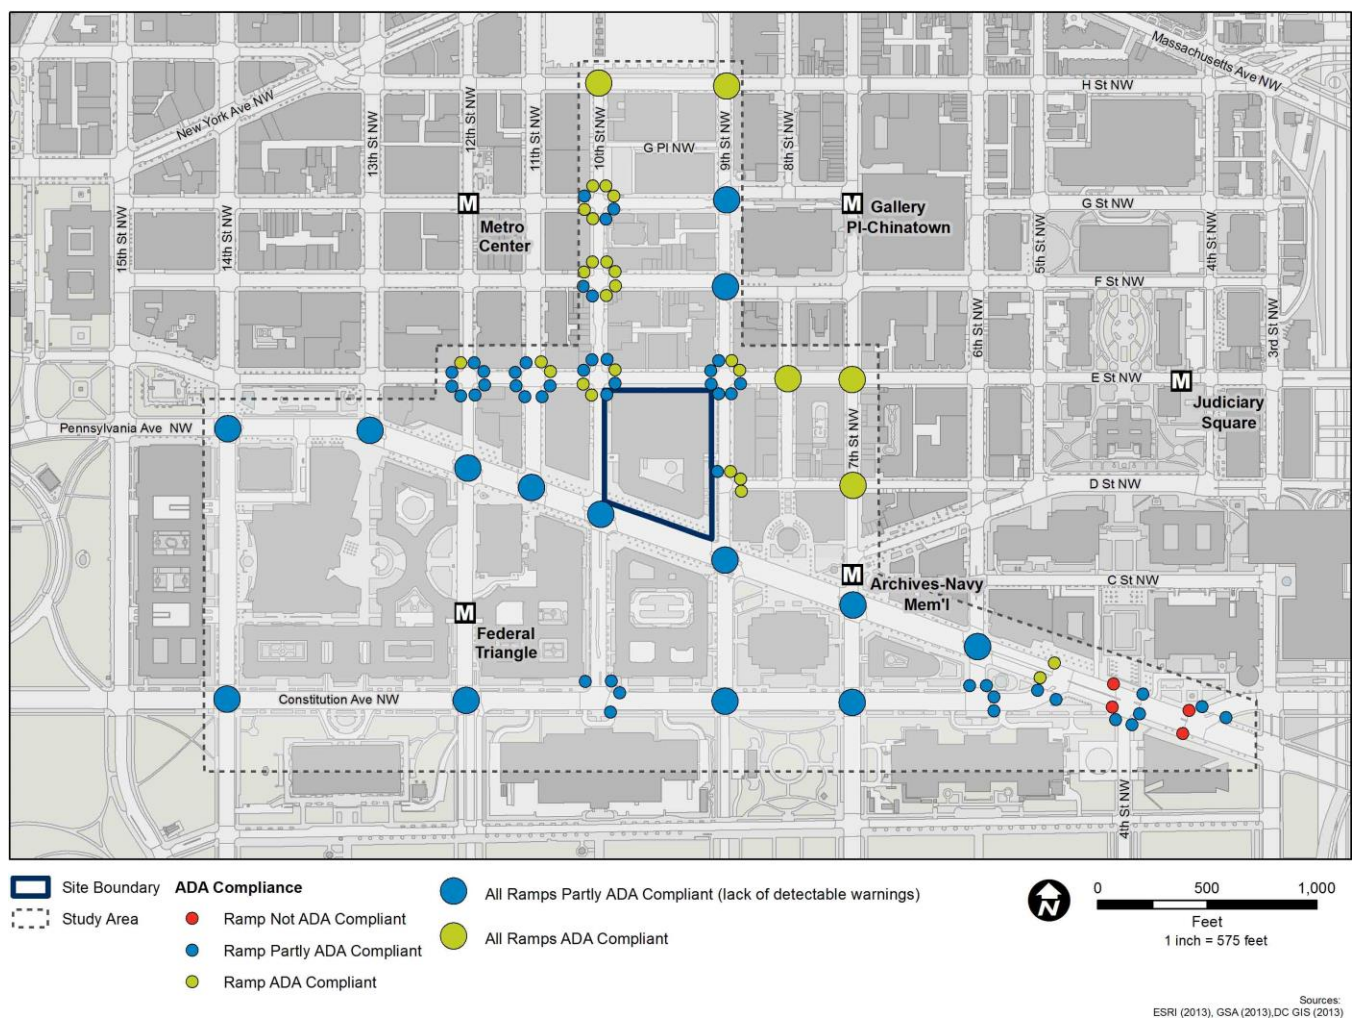 Massachusetts Ave NW
New York Ave NW
H St NW
13th St NW
12th St NW
11th St NW
10th St NW
9th St NW
8th St NW
G Pl NW
M
Metro
Center
M
Gallery
Pl-Chinatown
G St NW
15th St NW
14th St NW
5th St NW
4th St NW
F St NW
6th St NW
3rd St NW
E St NW
M
Judiciary
Square
Pennsylvania Ave NW
7th St NW
D St NW
M
Archives-Navy
Mem'l
C St NW
M
Federal
Triangle
Constitution Ave NW
4th St NW
Site Boundary
Study Area
ADA Compliance
Ramp Not ADA Compliant
Ramp Partly ADA Compliant
Ramp ADA Compliant
All Ramps Partly ADA Compliant (lack of detectable warnings)
All Ramps ADA Compliant
N
0 500 1,000
Feet
1 inch = 575 feet
Sources:
ESRI (2013), GSA (2013),DC GIS (2013)